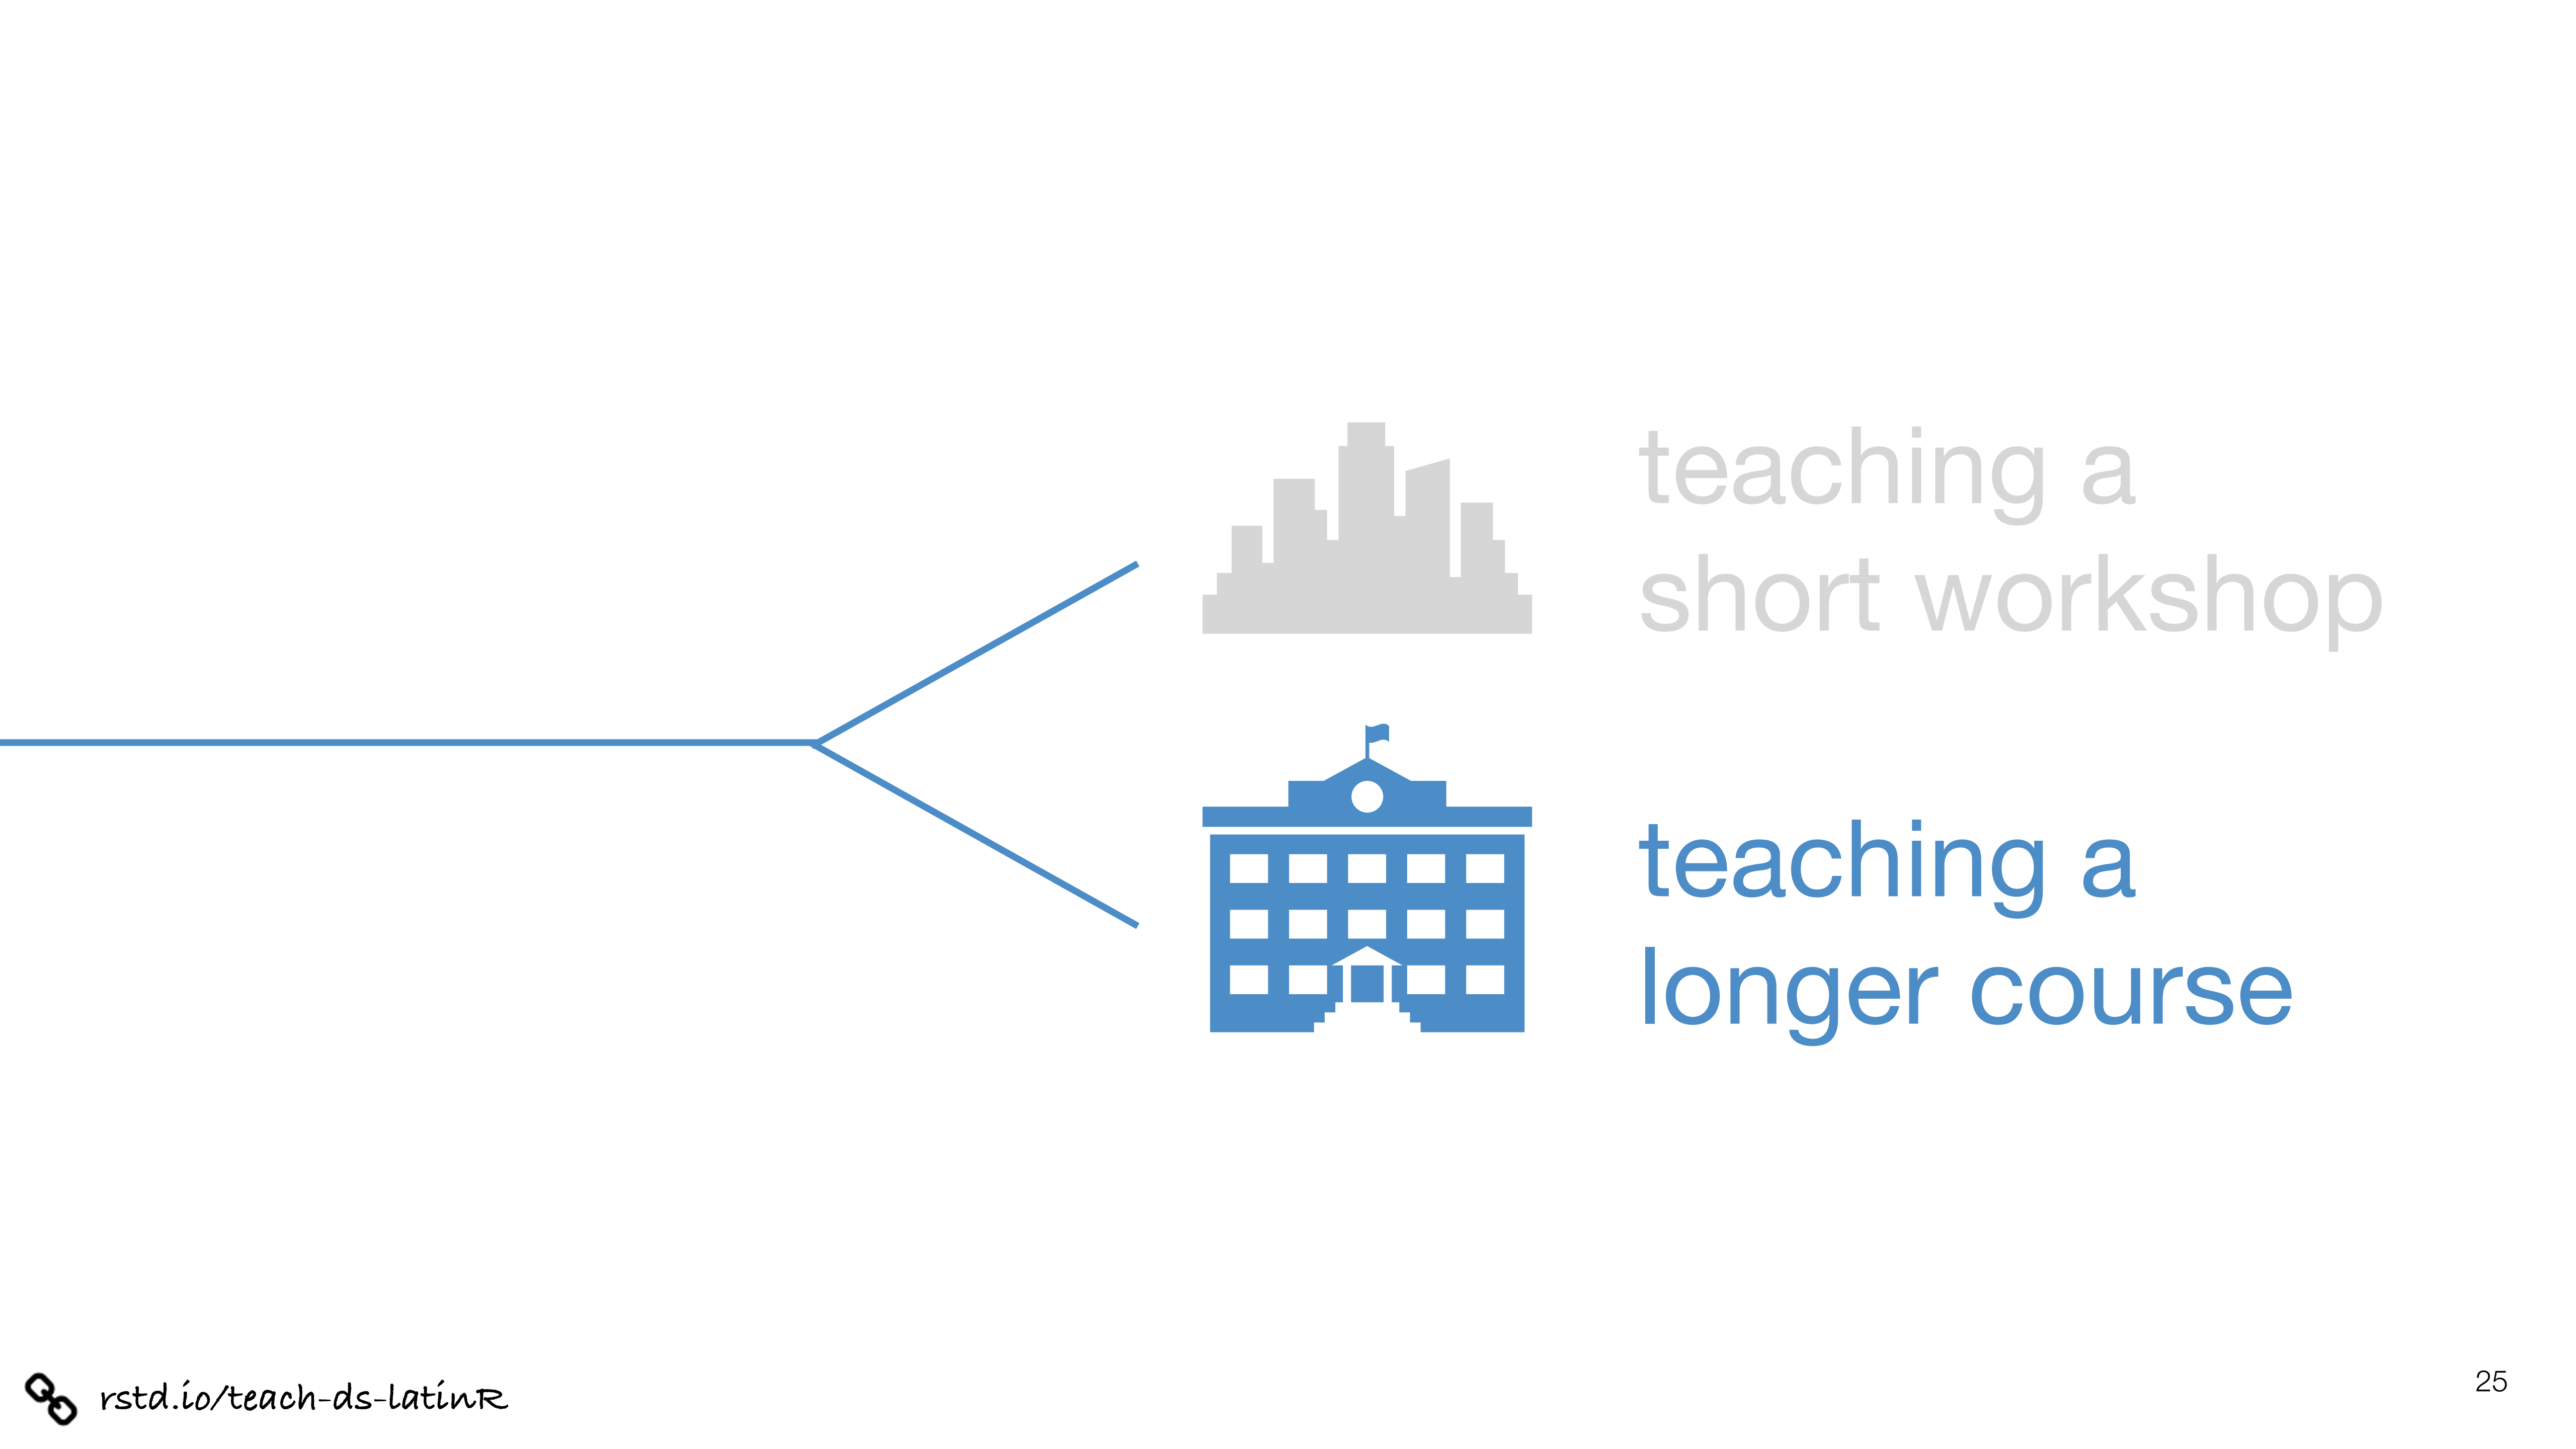 teaching a
short workshop
teaching a
longer course
rstd.io/teach-ds-latinR
25